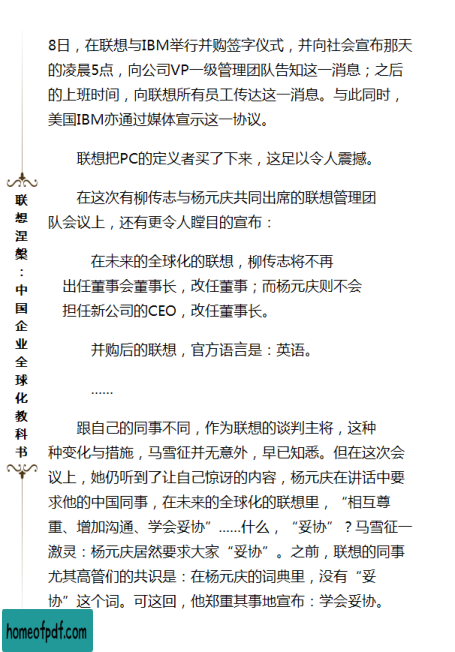 8日，在联想与IBM举行并购签字仪式，并向社会宣布那天
的凌晨5点，向公司VP一级管理团队告知这一消息；之后
的上班时间，向联想所有员工传达这一消息。与此同时，
美国IBM亦通过媒体宣示这一协议。
联想把PC的定义者买了下来，这足以令人震撼。
在这次有柳传志与杨元庆共同出席的联想管理团
队会议上，还有更令人瞠目的宣布：
在未来的全球化的联想，柳传志将不再
出任董事会董事长，改任董事；而杨元庆则不会
担任新公司的CEO，改任董事长。
并购后的联想，官方语言是：英语。
……
跟自己的同事不同，作为联想的谈判主将，这种
种变化与措施，马雪征并无意外，早已知悉。但在这次会
议上，她仍听到了让自己惊讶的内容，杨元庆在讲话中要
求他的中国同事，在未来的全球化的联想里，“相互尊
重、增加沟通、学会妥协”……什么，“妥协”？马雪征一
激灵：杨元庆居然要求大家“妥协”。之前，联想的同事
尤其高管们的共识是：在杨元庆的词典里，没有“妥
协”这个词。可这回，他郑重其事地宣布：学会妥协。
联想涅槃：中国企业全球化教科书
homeofpdf.com